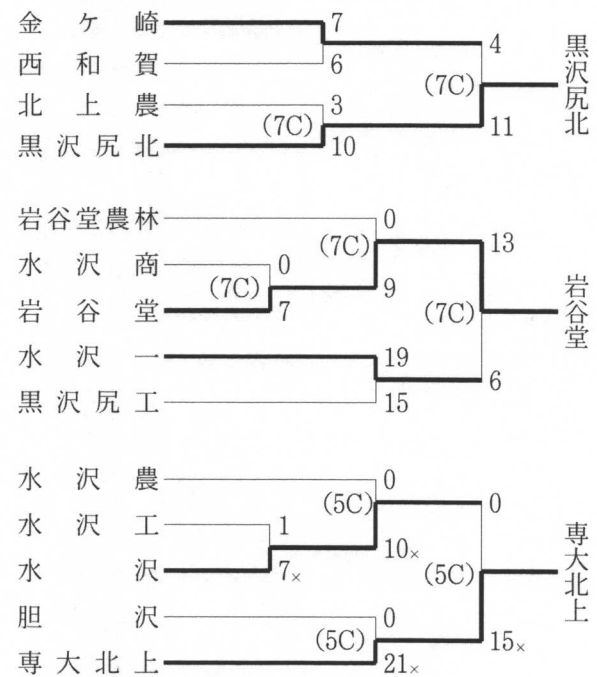 金ケ崎 7
西和賀 6
4
(7C)
黒沢尻北
北上農 3
(7C)
黒沢尻北 10
11
岩谷堂農林 0
(7C)
13
水沢商 0
(7C)
岩谷堂 7
9
(7C)
岩谷堂
水沢一 19
6
黒沢尻工 15
水沢農 0
(5C)
0
水沢工 1
水沢 7×
10×
(5C)
専大北上
胆沢 0
(5C)
15×
専大北上 21×